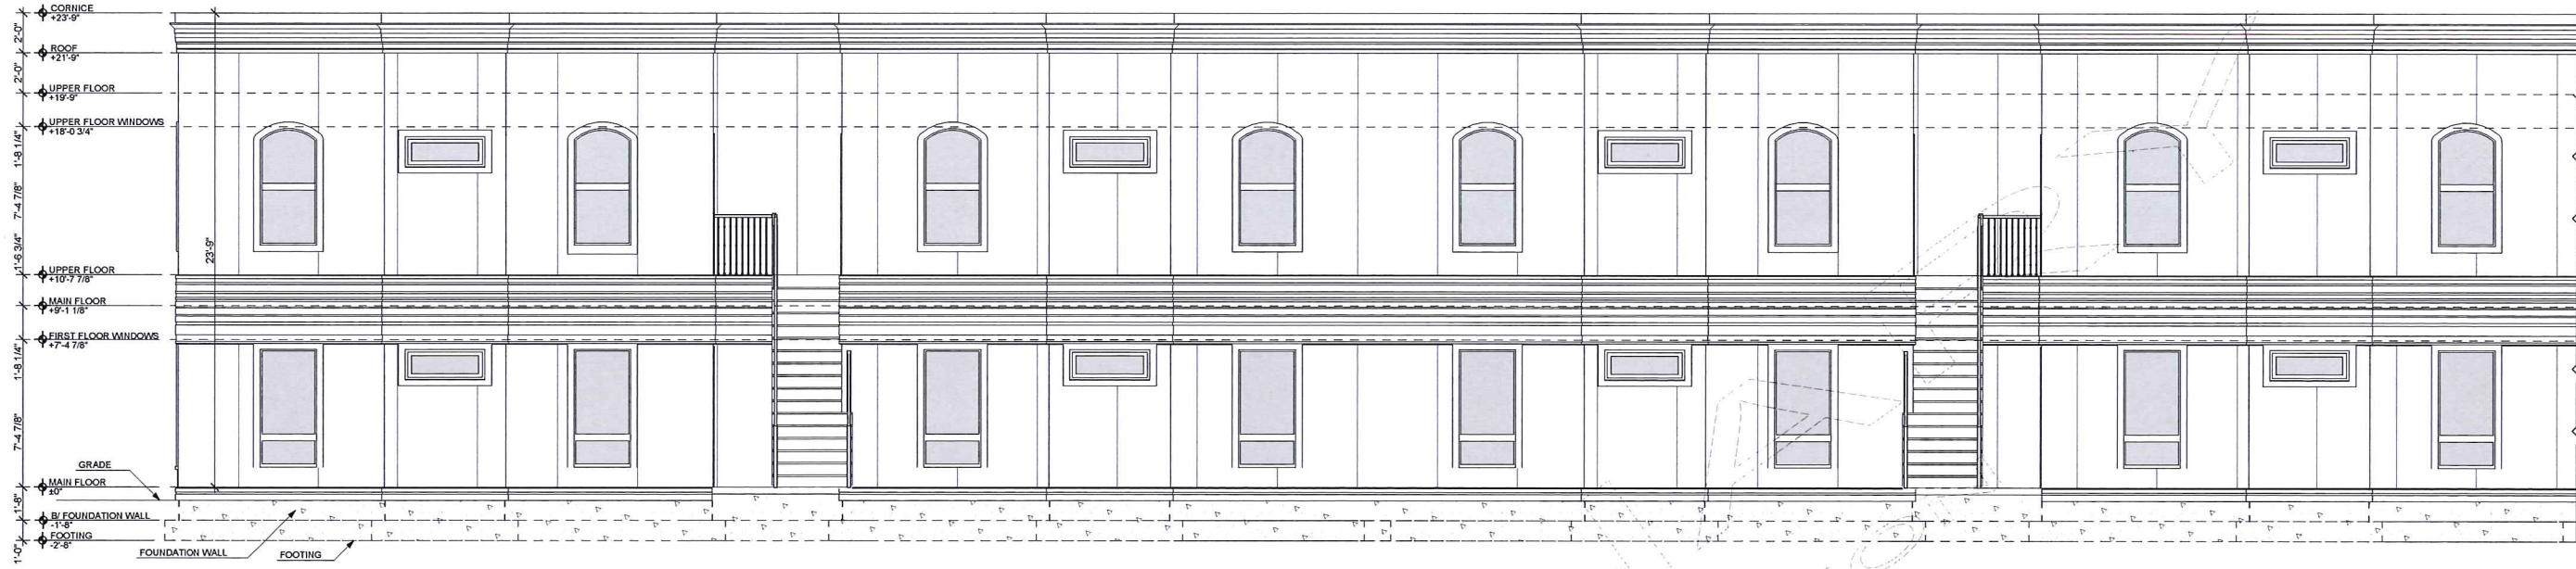 CORNICE
+23'-9"
2'-0"
ROOF
+21'-9"
2'-0"
UPPER FLOOR
+19'-9"
UPPER FLOOR WINDOWS
+18'-0 3/4"
1'-8 1/4"
7'-4 7/8"
23'-9"
1'-6 3/4"
UPPER FLOOR
+10'-7 7/8"
MAIN FLOOR
+9'-1 1/8"
FIRST FLOOR WINDOWS
+7'-4 7/8"
1'-8 1/4"
7'-4 7/8"
GRADE
MAIN FLOOR
±0"
1'-8"
B/ FOUNDATION WALL
-1'-8"
FOOTING
-2'-8"
1'-0"
FOUNDATION WALL
FOOTING